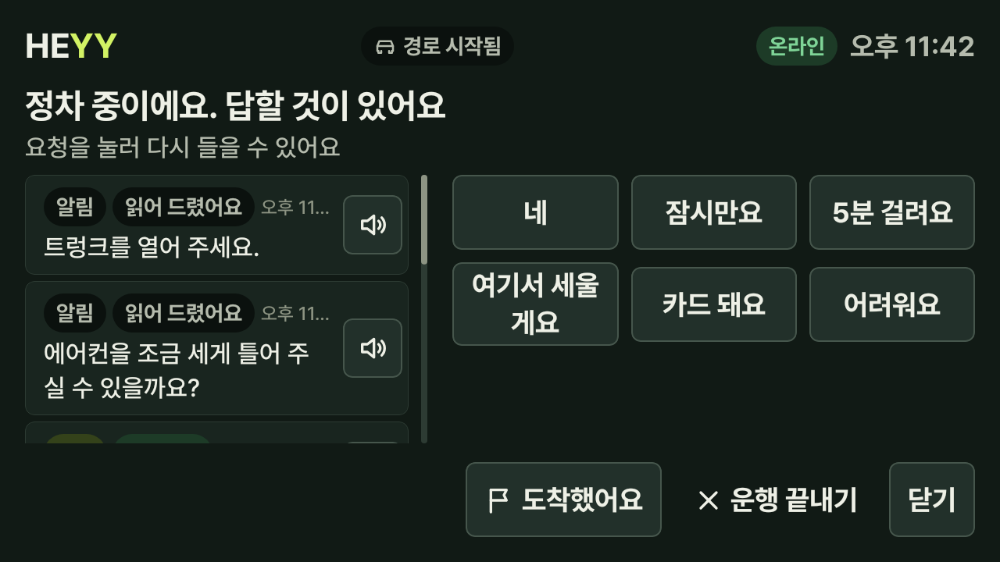 HEYY
경로 시작됨
온라인
오후 11:42
정차 중이에요. 답할 것이 있어요
요청을 눌러 다시 들을 수 있어요
알림 읽어 드렸어요 오후 11...
트렁크를 열어 주세요.
알림 읽어 드렸어요 오후 11...
에어컨을 조금 세게 틀어 주
실 수 있을까요?
네
잠시만요
5분 걸려요
여기서 세울
게요
카드 돼요
어려워요
도착했어요
운행 끝내기
닫기